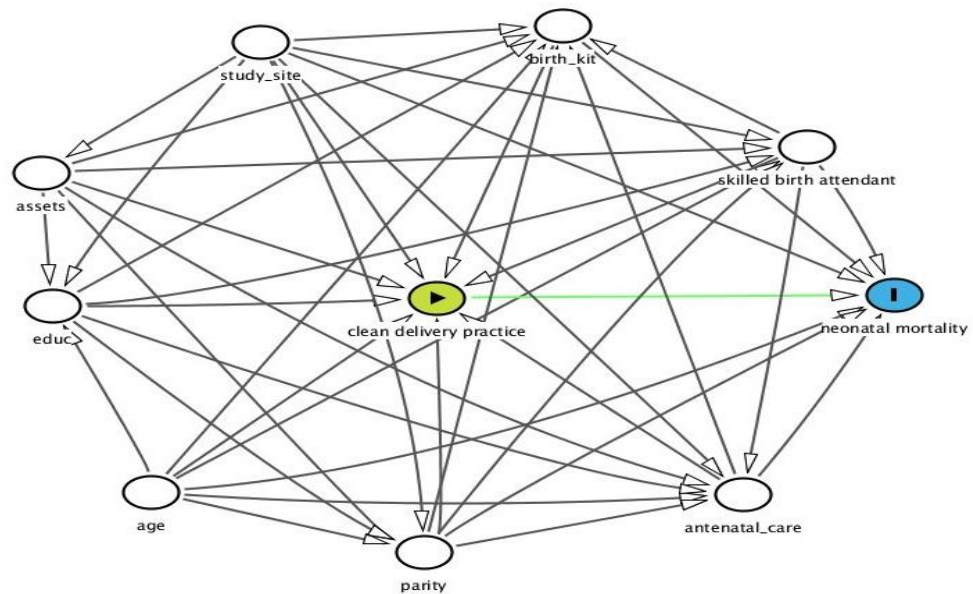 birth_kit
study_site
skilled birth attendant
assets
neonatal mortality
clean delivery practice
educ
age
antenatal_care
parity